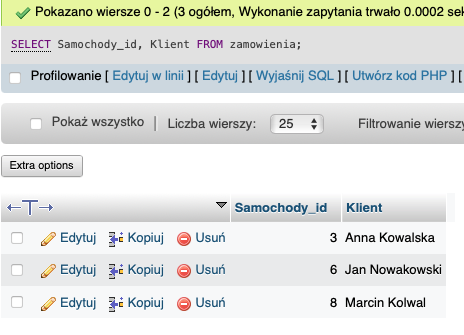 Pokazano wiersze 0 - 2 (3 ogółem, Wykonanie zapytania trwało 0.0002
SELECT Samochody_id, Klient FROM zamowienia;
Profilowanie [ Edytuj w linii ] [ Edytuj ] [ Wyjaśnij SQL ] [ Utwórz kod PHP ] [
Pokaż wszystko | Liczba wierszy: 25 Filtrowanie
Extra options
Samochody_id Klient
Edytuj Kopiuj Usuń 3 Anna Kowalska
Edytuj Kopiuj Usuń 6 Jan Nowakowski
Edytuj Kopiuj Usuń 8 Marcin Kolwal